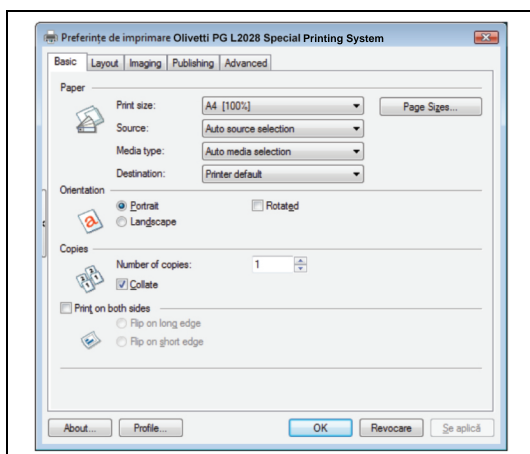 Preferințe de imprimare Olivetti PG L2028 Special Printing System
Basic Layout Imaging Publishing Advanced
Paper
Print size: A4 [100%] Page Sizes...
Source: Auto source selection
Media type: Auto media selection
Destination: Printer default
Orientation
Portrait Rotated
Landscape
Copies
Number of copies: 1
Collate
Print on both sides
Flip on long edge
Flip on short edge
About... Profile... OK Revocare Se aplică